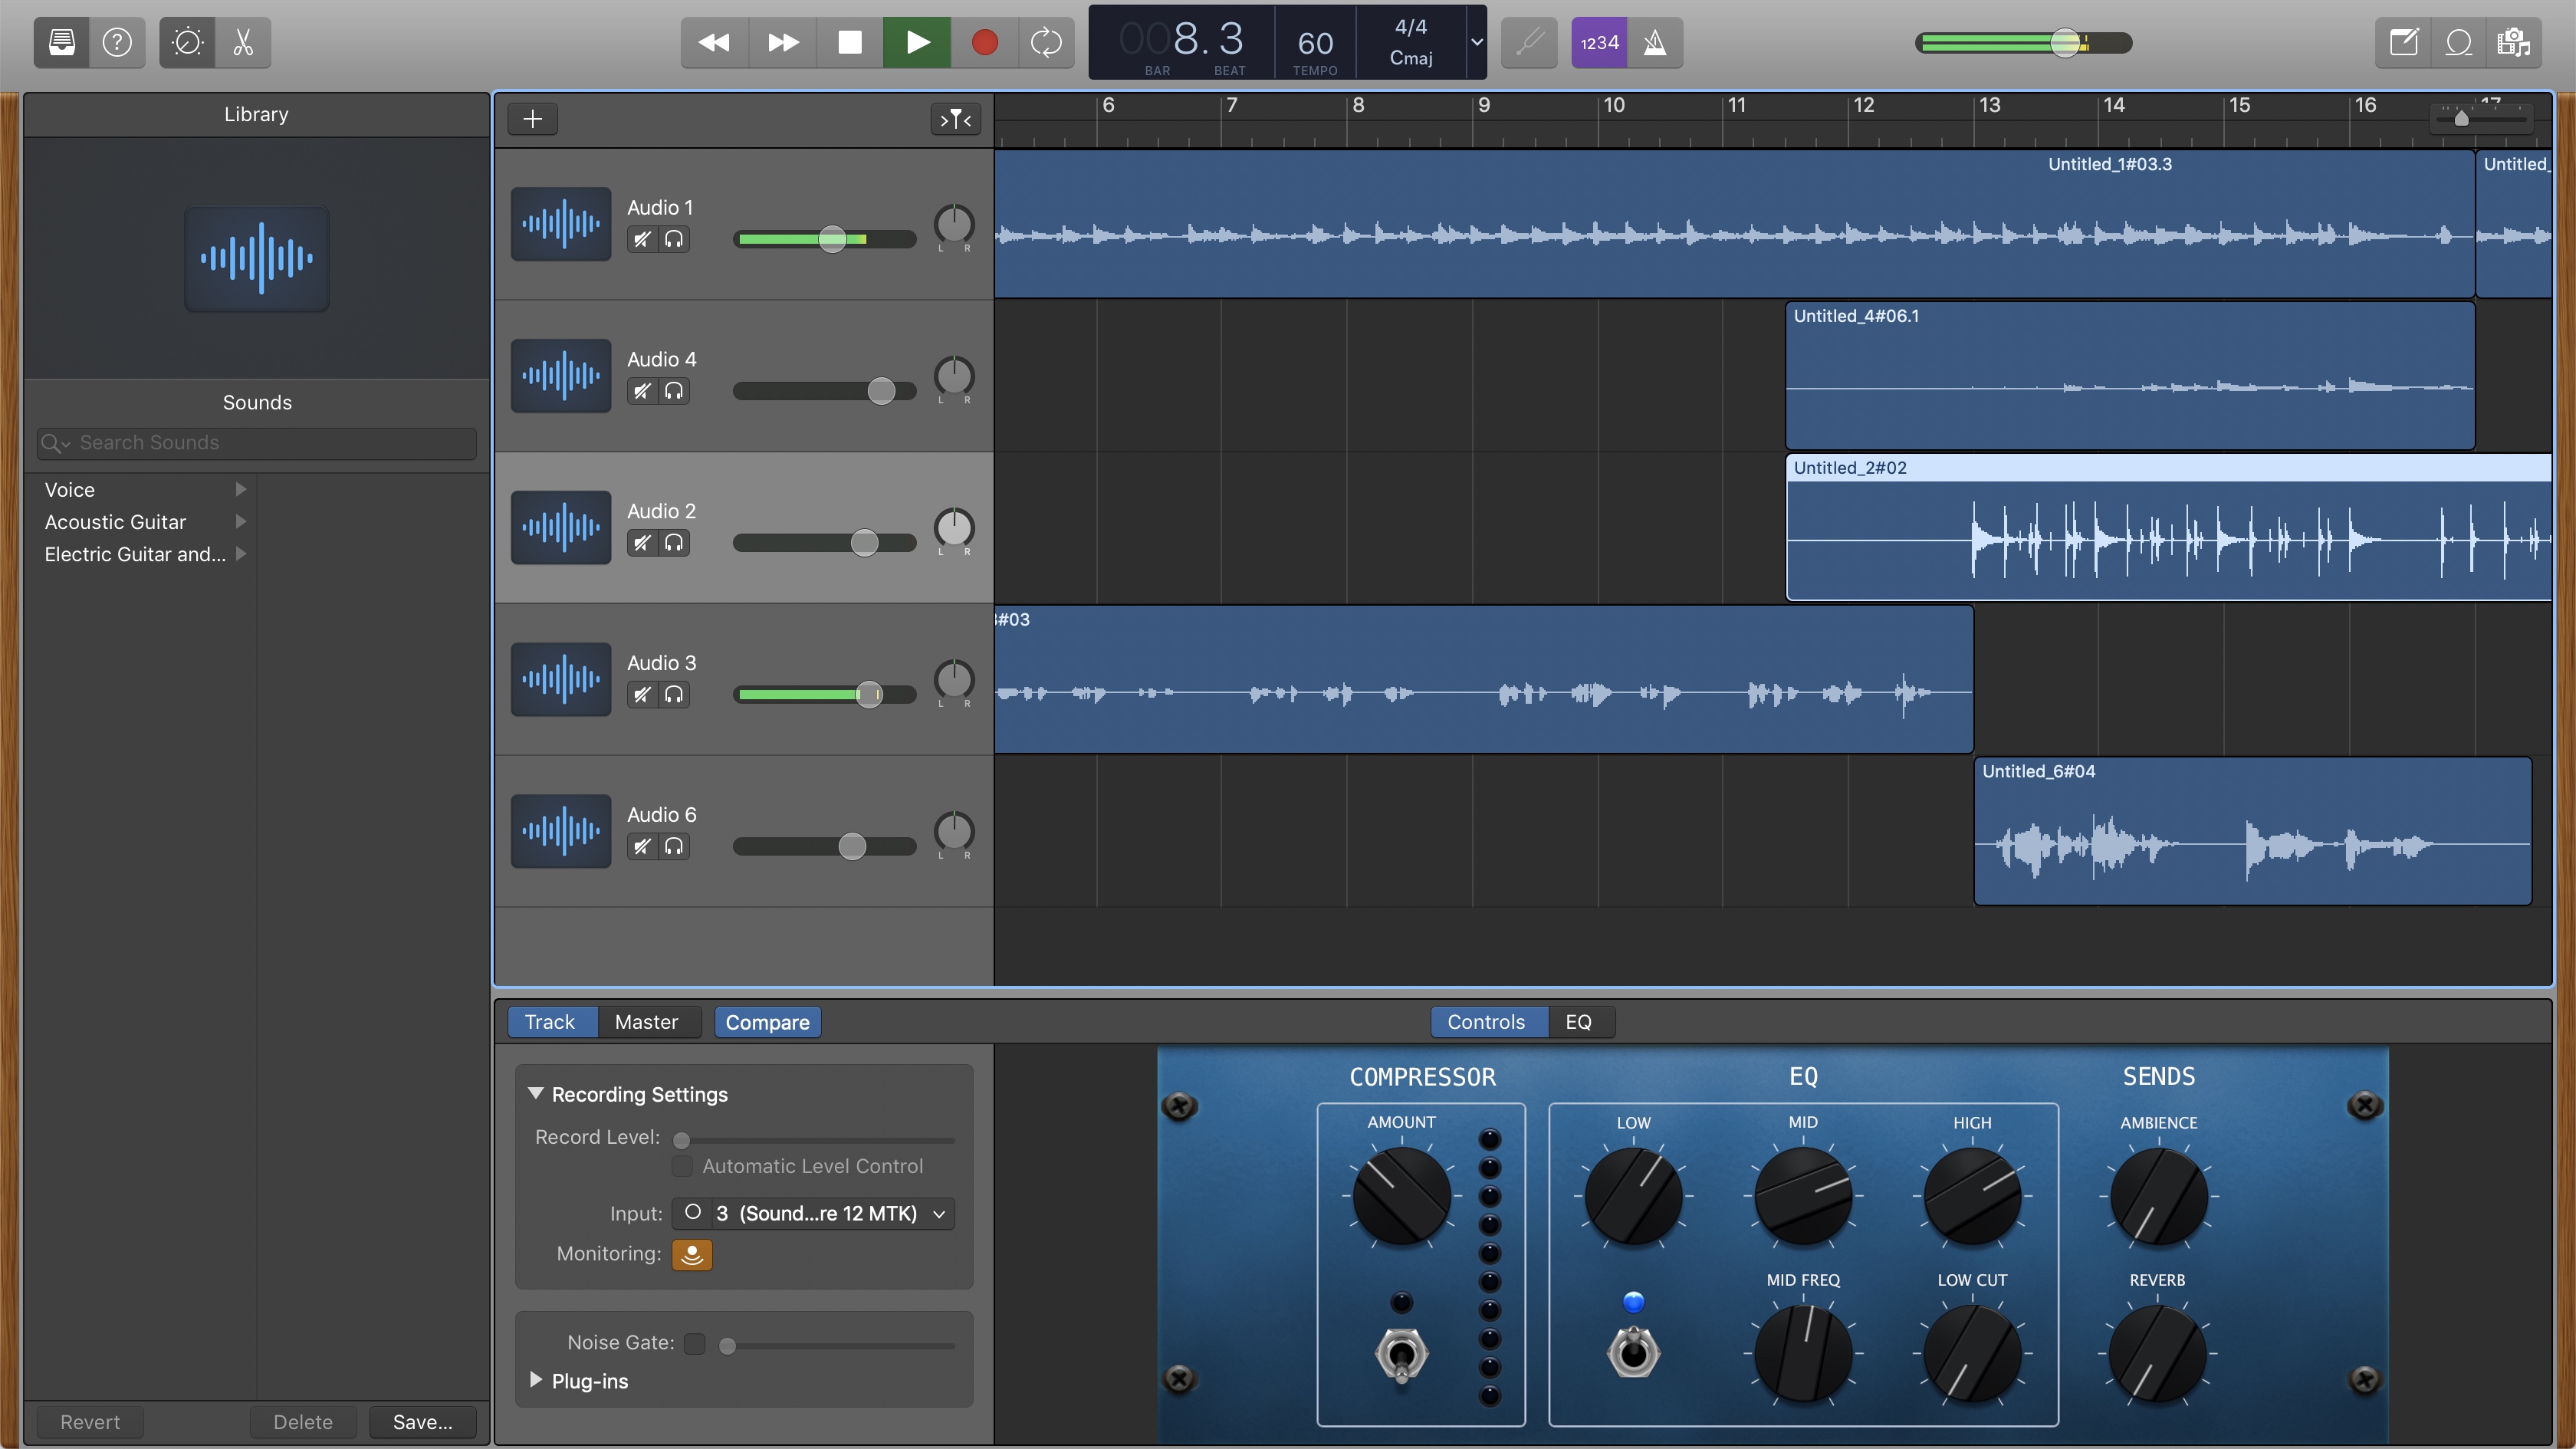 008.3
BAR BEAT
60
TEMPO
4/4
Cmaj
1234
Library
Sounds
Search Sounds
Voice
Acoustic Guitar
Electric Guitar and...
Revert
Delete
Save...
6 7 8 9 10 11 12 13 14 15 16 17
Audio 1
L R
Untitled_1#03.3
Untitled_
Audio 4
L R
Untitled_4#06.1
Audio 2
L R
Untitled_2#02
Audio 3
L R
#03
Audio 6
L R
Untitled_6#04
Track
Master
Compare
Controls
EQ
Recording Settings
Record Level:
Automatic Level Control
Input: 3 (Sound...re 12 MTK)
Monitoring:
Noise Gate:
Plug-ins
COMPRESSOR
AMOUNT
EQ
LOW
MID
HIGH
MID FREQ
LOW CUT
SENDS
AMBIENCE
REVERB